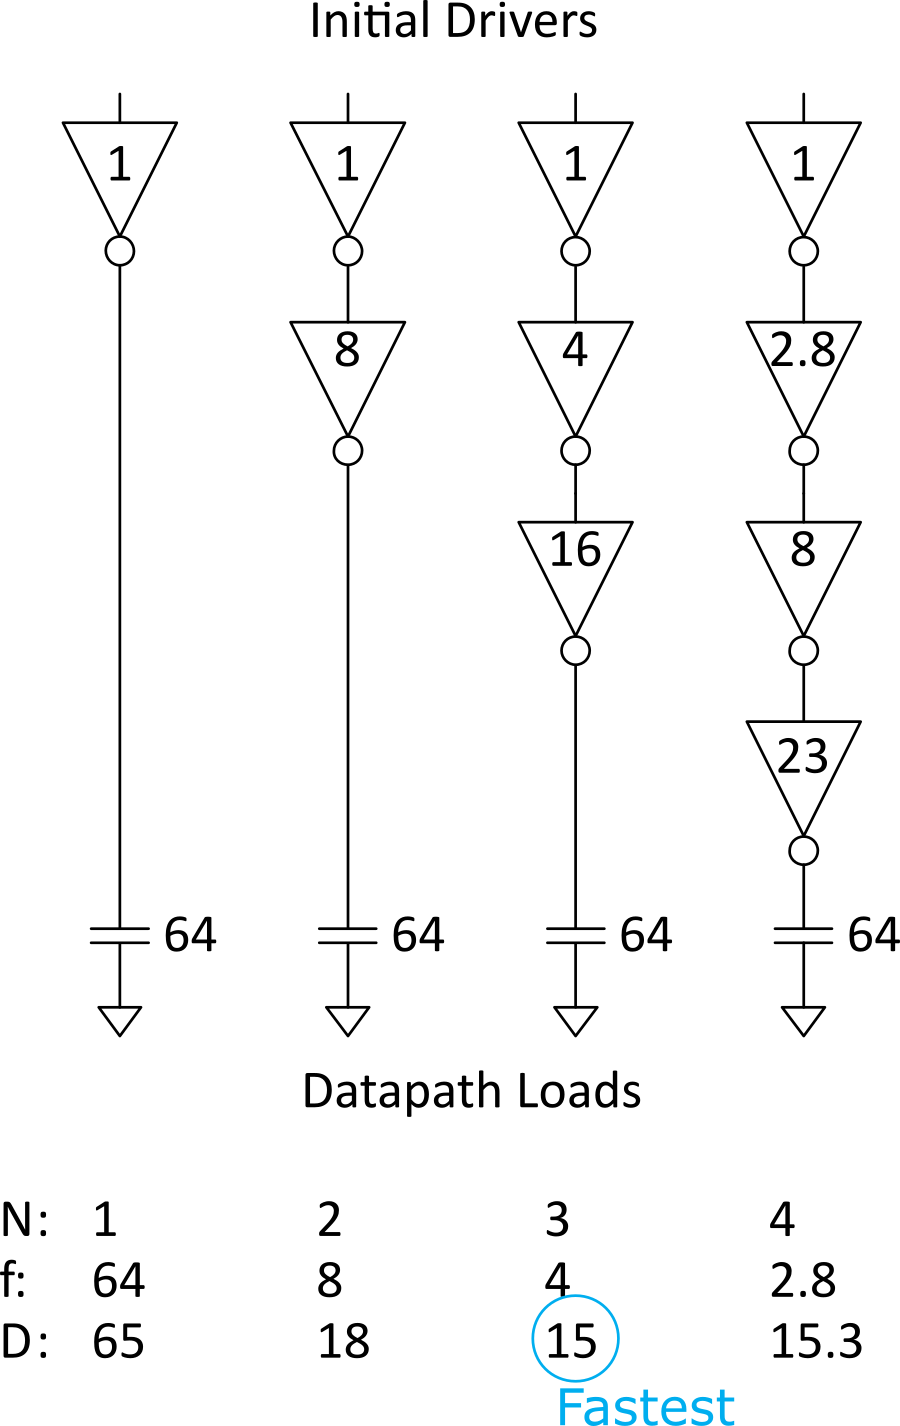 Initial Drivers
1 1 1 1
8 4 2.8
16 8
23
64 64 64 64
Datapath Loads
N: 1 2 3 4
f: 64 8 4 2.8
D: 65 18 15 15.3
Fastest